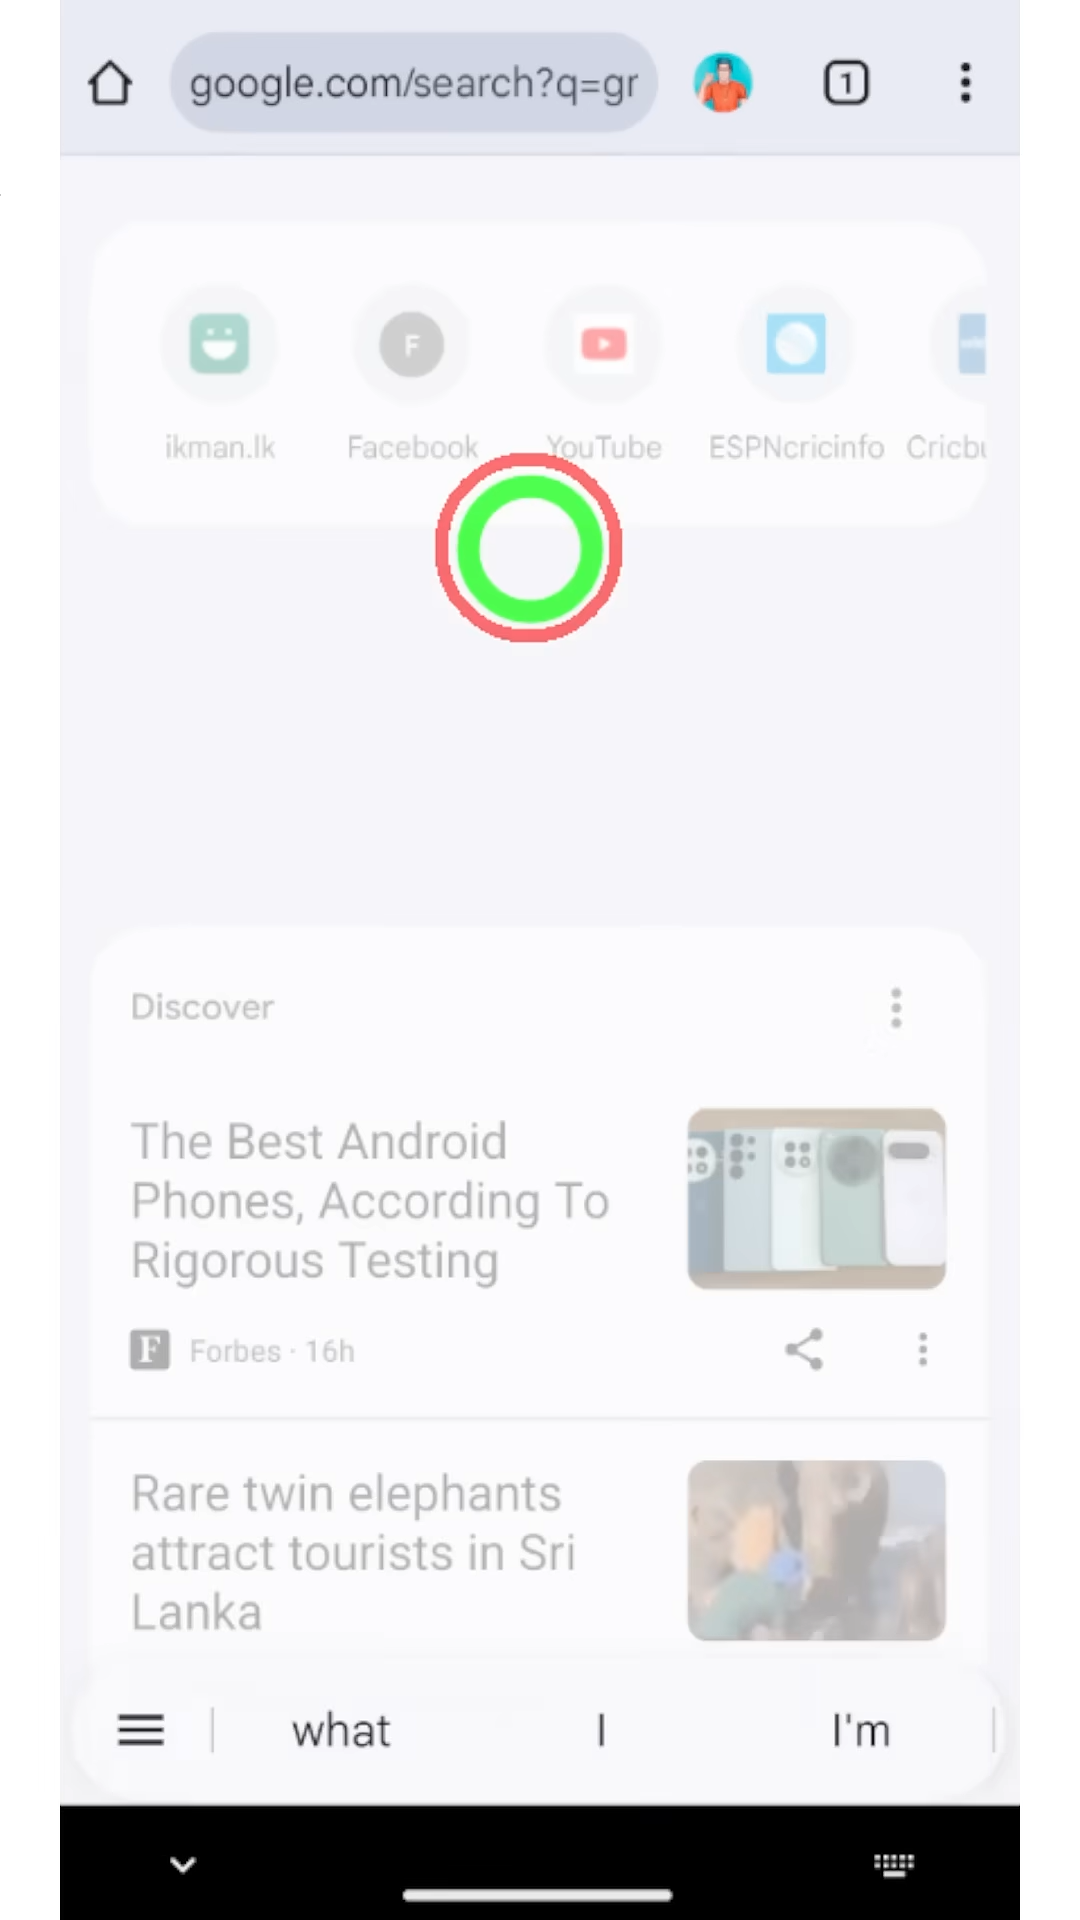 google.com/search?q=gr
1
ikman.lk
F
Facebook
YouTube
ESPNcricinfo
Discover
The Best Android
Phones, According To
Rigorous Testing
F
Forbes · 16h
Rare twin elephants
attract tourists in Sri
Lanka
what
I
I'm